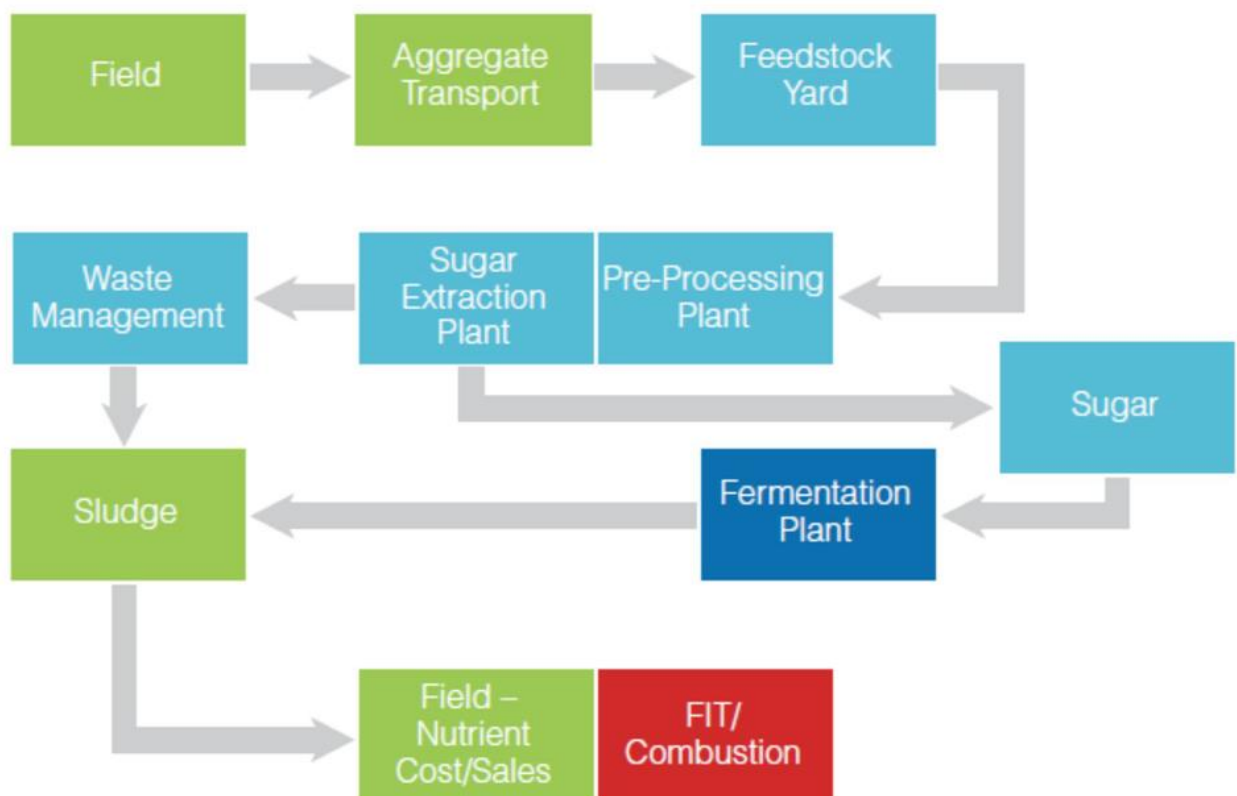 Field
Aggregate
Transport
Feedstock
Yard
Waste
Management
Sugar
Extraction
Plant
Pre-Processing
Plant
Sugar
Sludge
Fermentation
Plant
Field –
Nutrient
Cost/Sales
FIT/
Combustion